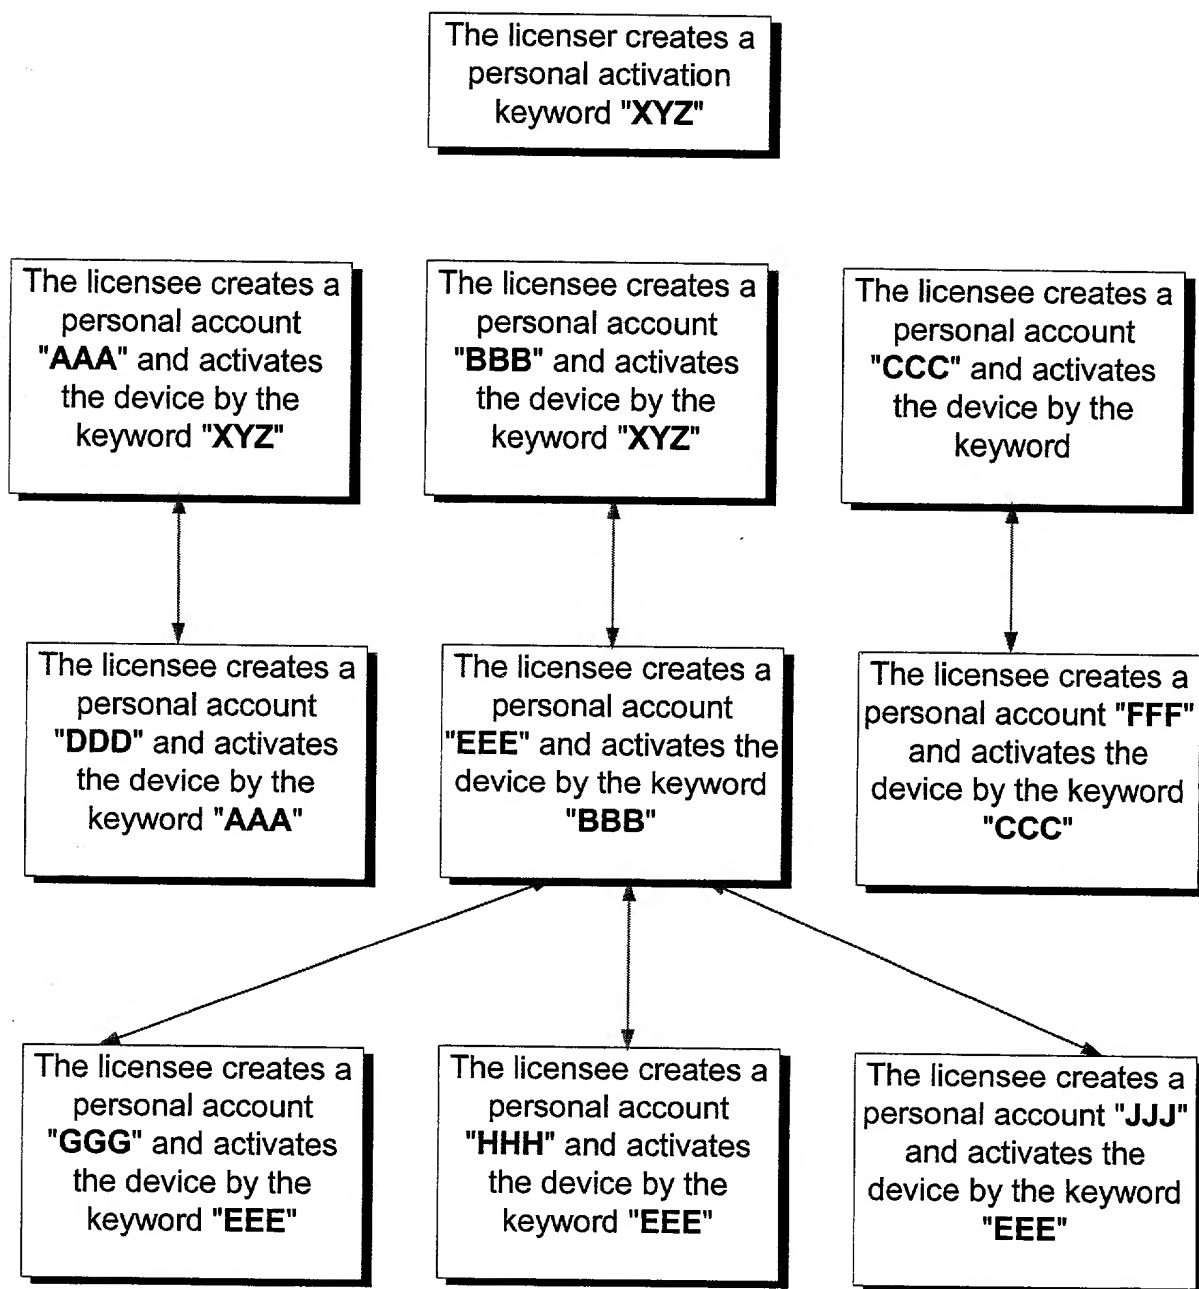 The licenser creates a
personal activation
keyword "XYZ"
The licensee creates a
personal account
"AAA" and activates
the device by the
keyword "XYZ"
The licensee creates a
personal account
"BBB" and activates
the device by the
keyword "XYZ"
The licensee creates a
personal account
"CCC" and activates
the device by the
keyword
The licensee creates a
personal account
"DDD" and activates
the device by the
keyword "AAA"
The licensee creates a
personal account
"EEE" and activates the
device by the keyword
"BBB"
The licensee creates a
personal account "FFF"
and activates the
device by the keyword
"CCC"
The licensee creates a
personal account
"GGG" and activates
the device by the
keyword "EEE"
The licensee creates a
personal account
"HHH" and activates
the device by the
keyword "EEE"
The licensee creates a
personal account "JJJ"
and activates the
device by the keyword
"EEE"